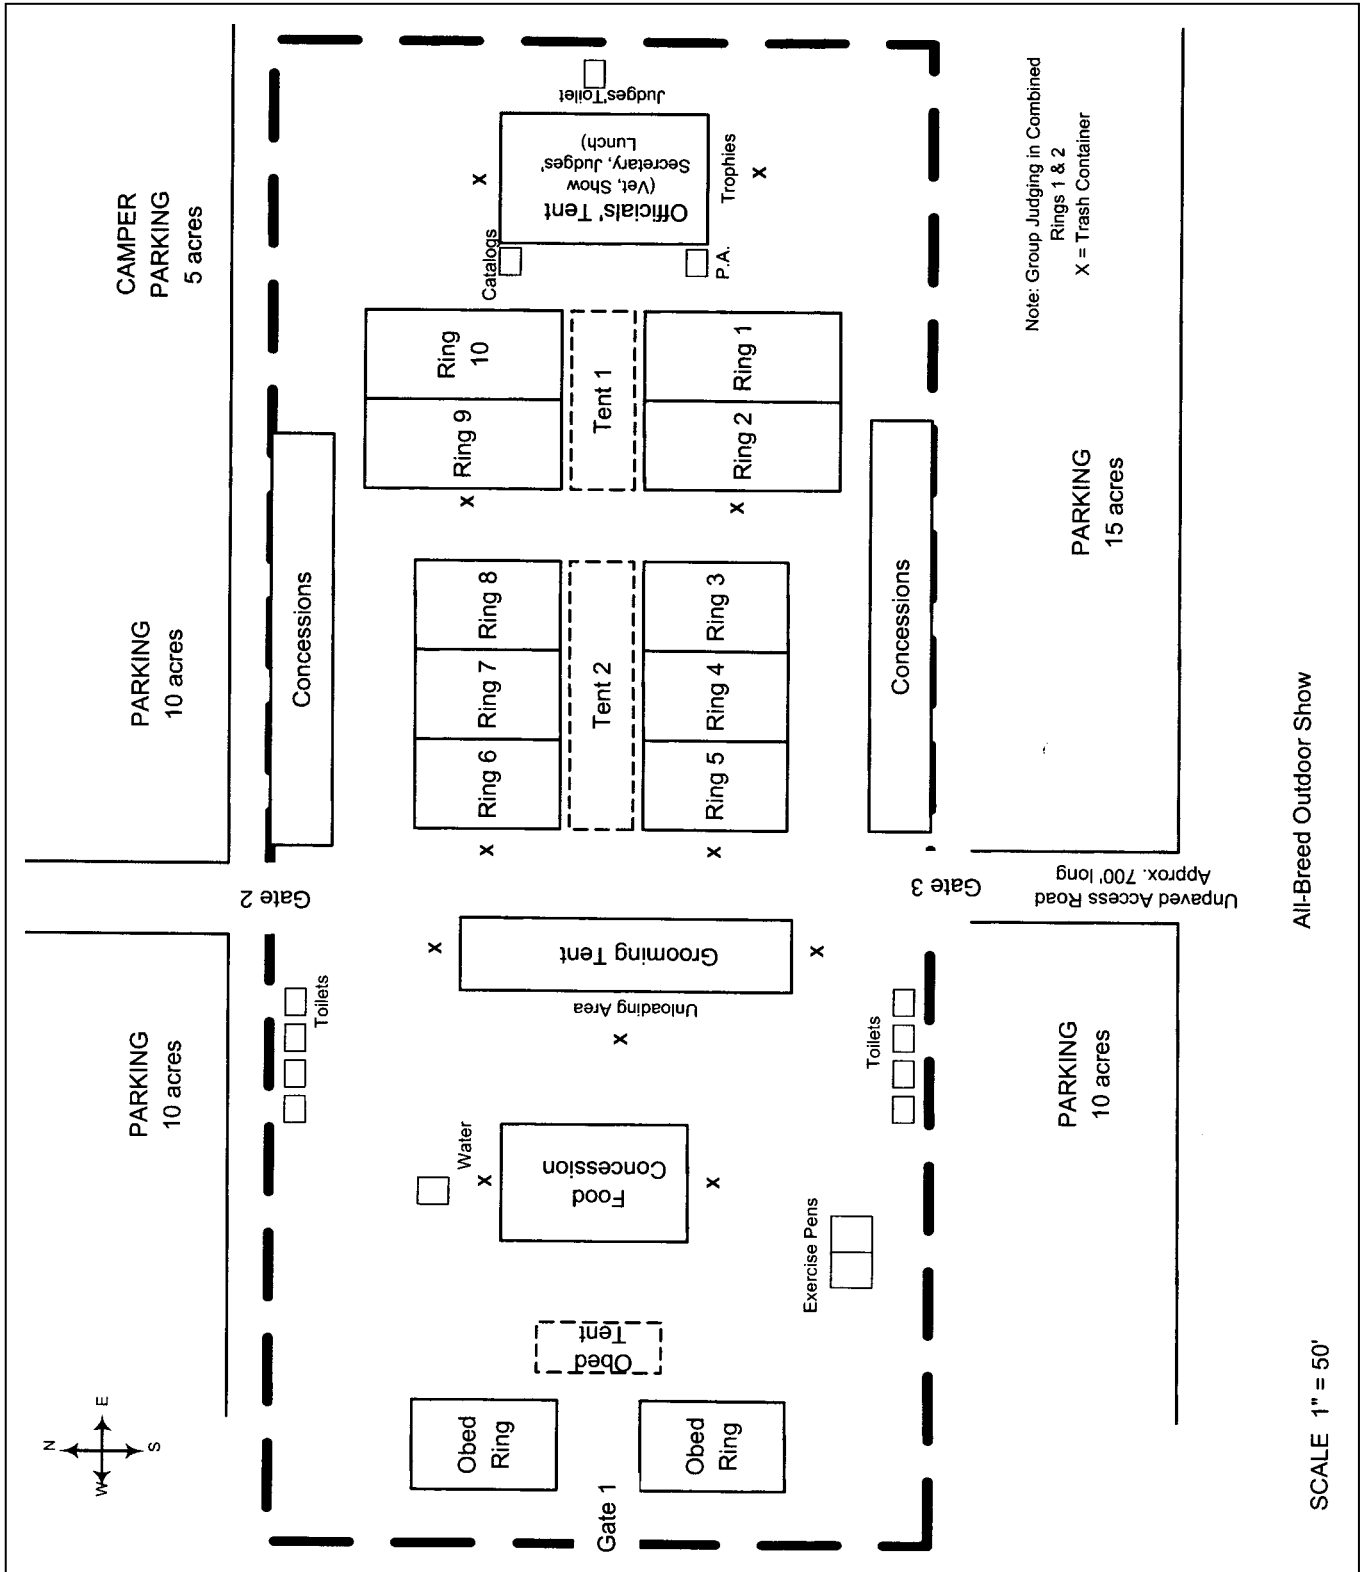 CAMPER
PARKING
5 acres
PARKING
10 acres
PARKING
10 acres
N
W
E
S
Gate 2
Concessions
Toilets
Judges' Toilet
Officials' Tent
(Vet, Show
Secretary, Judges'
Lunch)
Catalogs
P.A.
Trophies
x
x
Ring
10
Ring 9
Tent 1
Ring 1
Ring 2
x
x
Ring 8
Ring 7
Ring 6
Tent 2
Ring 3
Ring 4
Ring 5
x
x
Grooming Tent
Unloading Area
x
x
x
Water
Food
Concession
x
x
Obed
Tent
Obed
Ring
Obed
Ring
Gate 1
Exercise Pens
Toilets
Concessions
Gate 3
Unpaved Access Road
Approx. 700' long
PARKING
10 acres
PARKING
15 acres
Note: Group Judging in Combined
Rings 1 & 2
X = Trash Container
All-Breed Outdoor Show
SCALE 1" = 50'